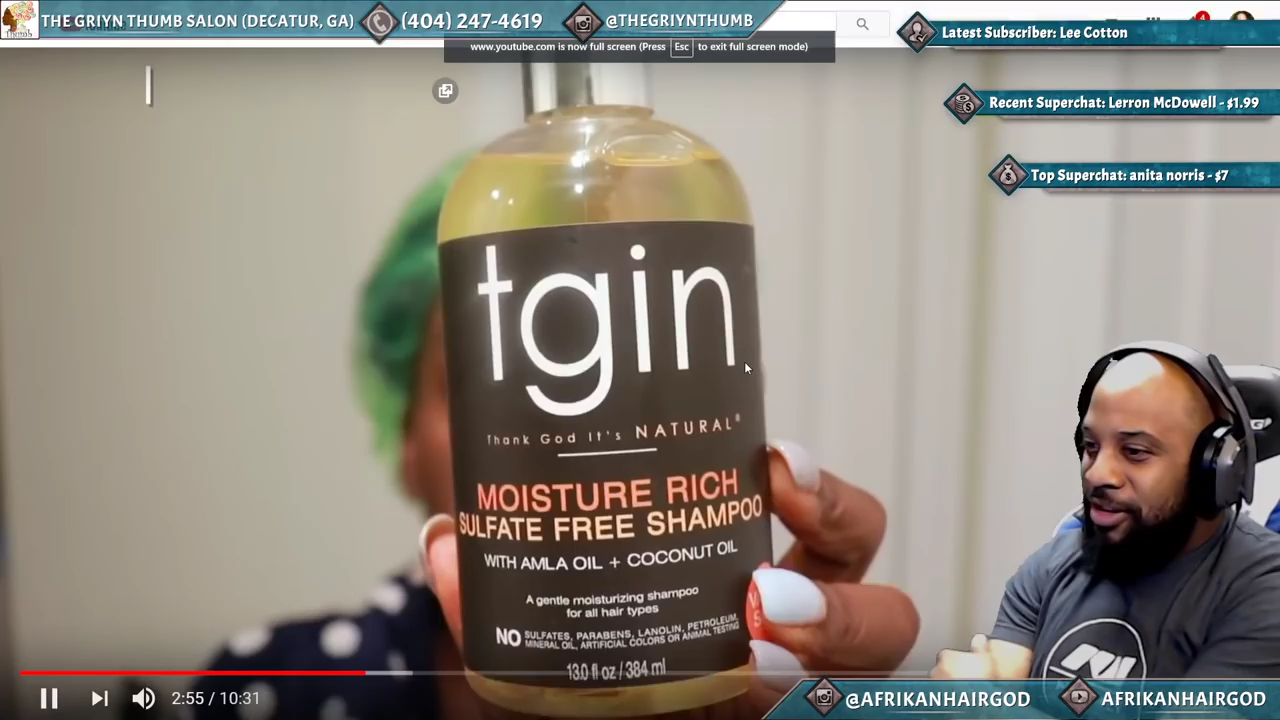 THE GRIYN THUMB SALON (DECATUR, GA)
(404) 247-4619
@THEGRIYNTHUMB
www.youtube.com is now full screen (Press Esc to exit full screen mode)
Latest Subscriber: Lee Cotton
Recent Superchat: Lerron McDowell - $1.99
Top Superchat: anita norris - $7
tgin
Thank God It's NATURAL®
MOISTURE RICH
SULFATE FREE SHAMPOO
WITH AMLA OIL + COCONUT OIL
A gentle moisturizing shampoo
for all hair types
NO SULFATES, PARABENS, LANOLIN, PETROLEUM,
MINERAL OIL, ARTIFICIAL COLORS OR ANIMAL TESTING
13.0 fl oz / 384 ml
2:55 / 10:31
@AFRIKANHAIRGOD
AFRIKANHAIRGOD